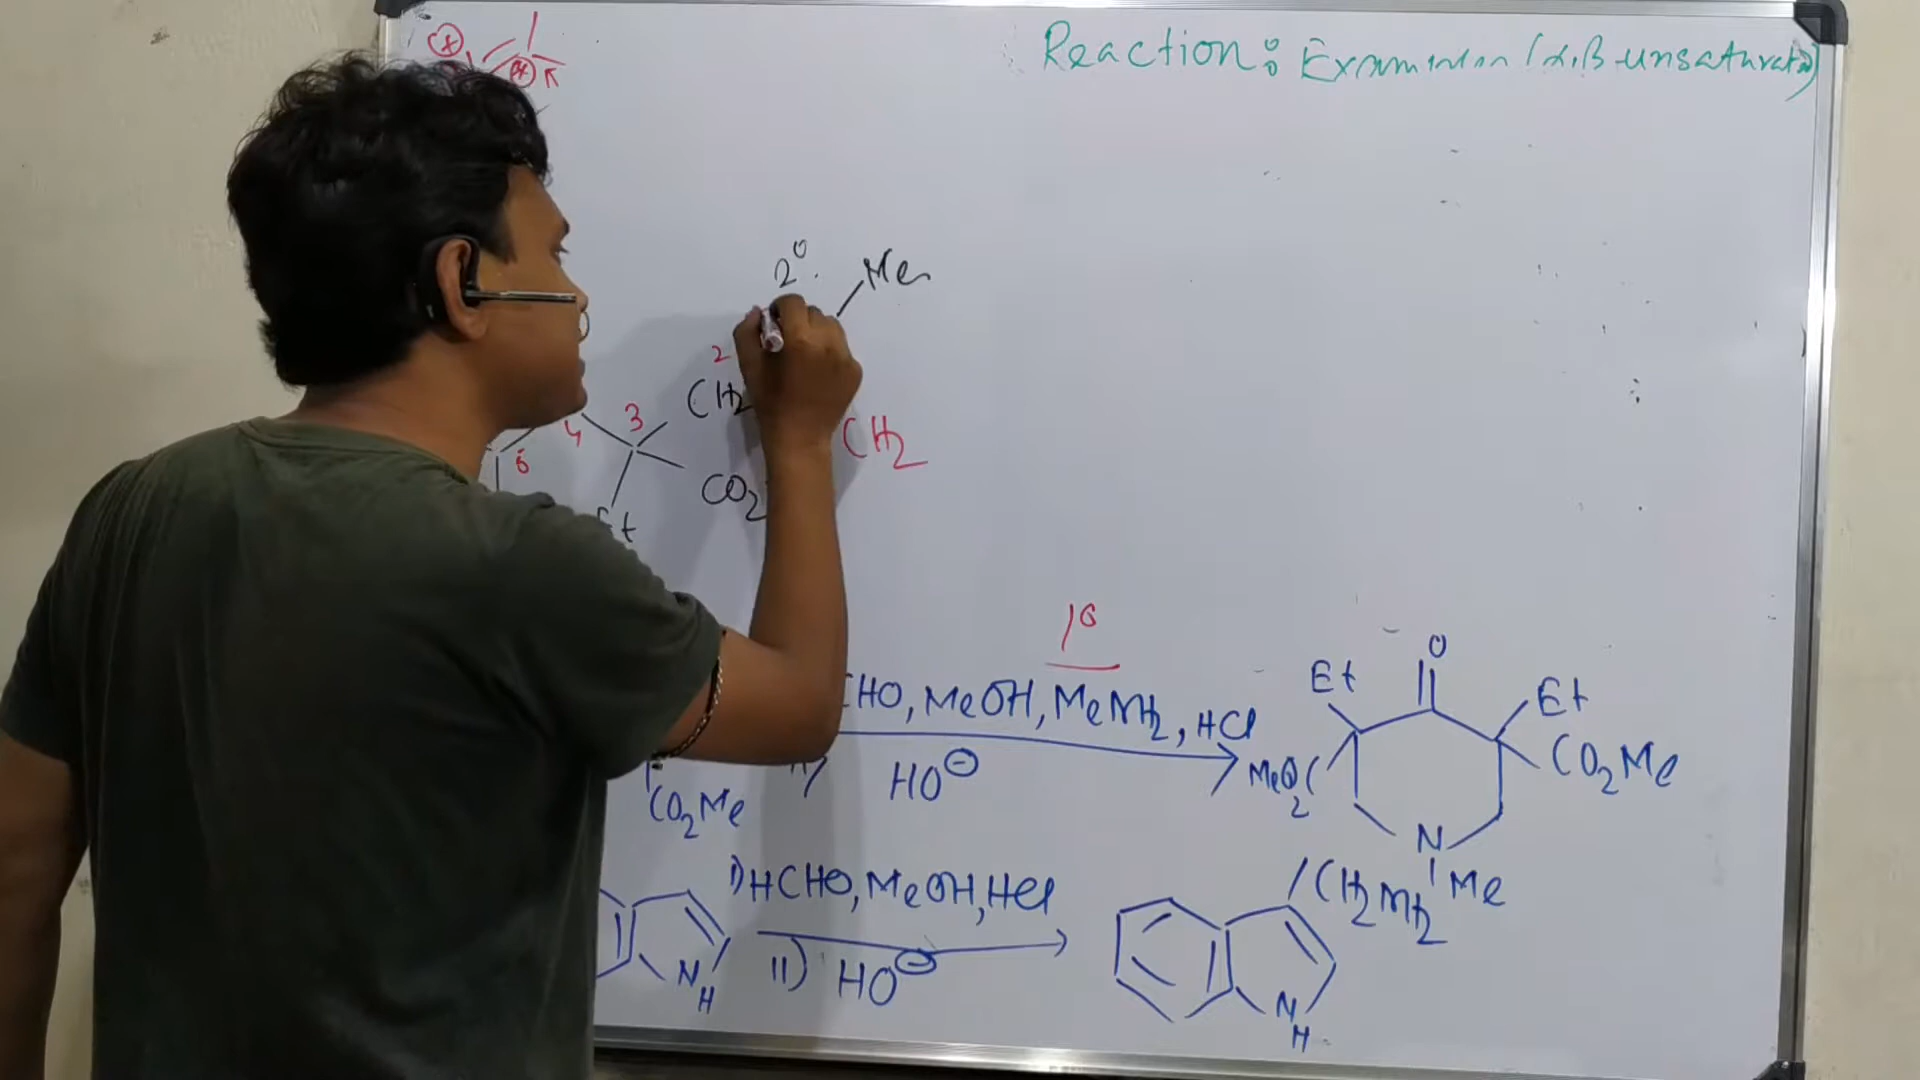 Reaction: Examination (α,β-unsaturated)
2°
Me
2
CH2
3
4
CH2
6
CO2
Et
1°
CHO, MeOH, MeNH2, HCl
HO⊖
CO2Me
O
Et
Et
MeO2C
CO2Me
N
Me
I) HCHO, MeOH, HCl
II) HO⊖
N
H
CH2NH2
N
H